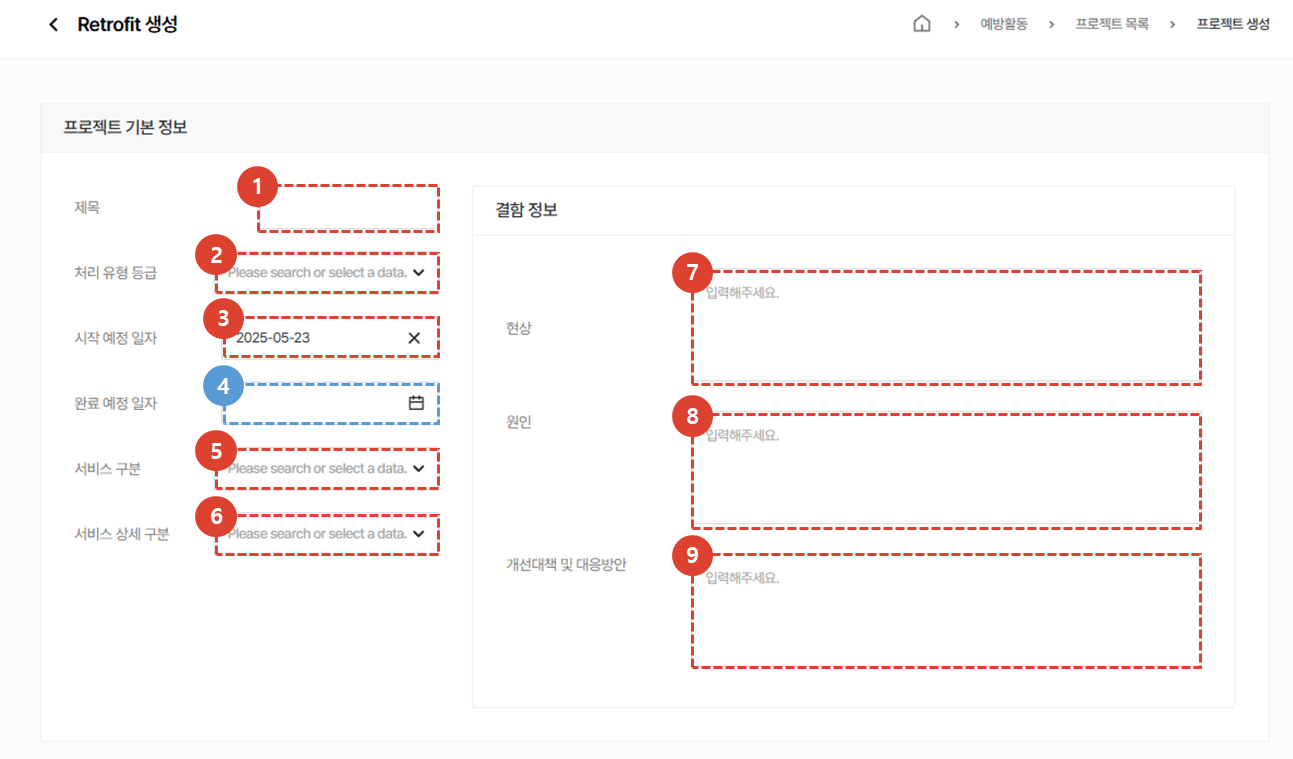 Retrofit 생성
예방활동 > 프로젝트 목록 > 프로젝트 생성
프로젝트 기본 정보
제목
1
처리 유형 등급
2
Please search or select a data.
시작 예정 일자
3
2025-05-23
완료 예정 일자
4
서비스 구분
5
Please search or select a data.
서비스 상세 구분
6
Please search or select a data.
결함 정보
현상
7
입력해주세요.
원인
8
입력해주세요.
개선대책 및 대응방안
9
입력해주세요.